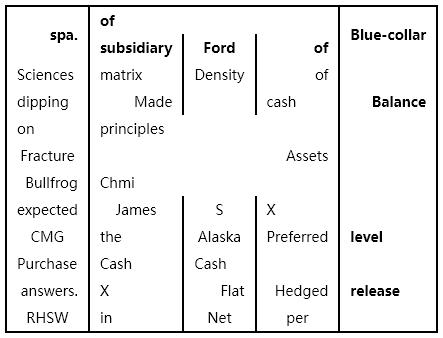 spa. of subsidiary Ford of Blue-collar
Sciences matrix Density of
dipping Made cash Balance
on principles
Fracture Assets
Bullfrog Chmi
expected James S X
CMG the Alaska Preferred level
Purchase Cash Cash
answers. X Flat Hedged release
RHSW in Net per